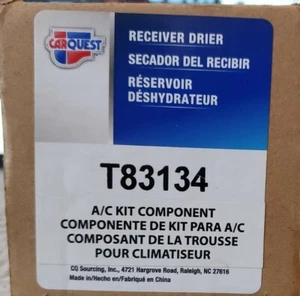 CARQUEST
RECEIVER DRIER
SECADOR DEL RECIBIR
RÉSERVOIR
DÉSHYDRATEUR
T83134
A/C KIT COMPONENT
COMPONENTE DE KIT PARA A/C
COMPOSANT DE LA TROUSSE
POUR CLIMATISEUR
CQ Sourcing, Inc., 4721 Hargrove Road, Raleigh, NC 27616
Made in/Hecho en/Fabriqué en China